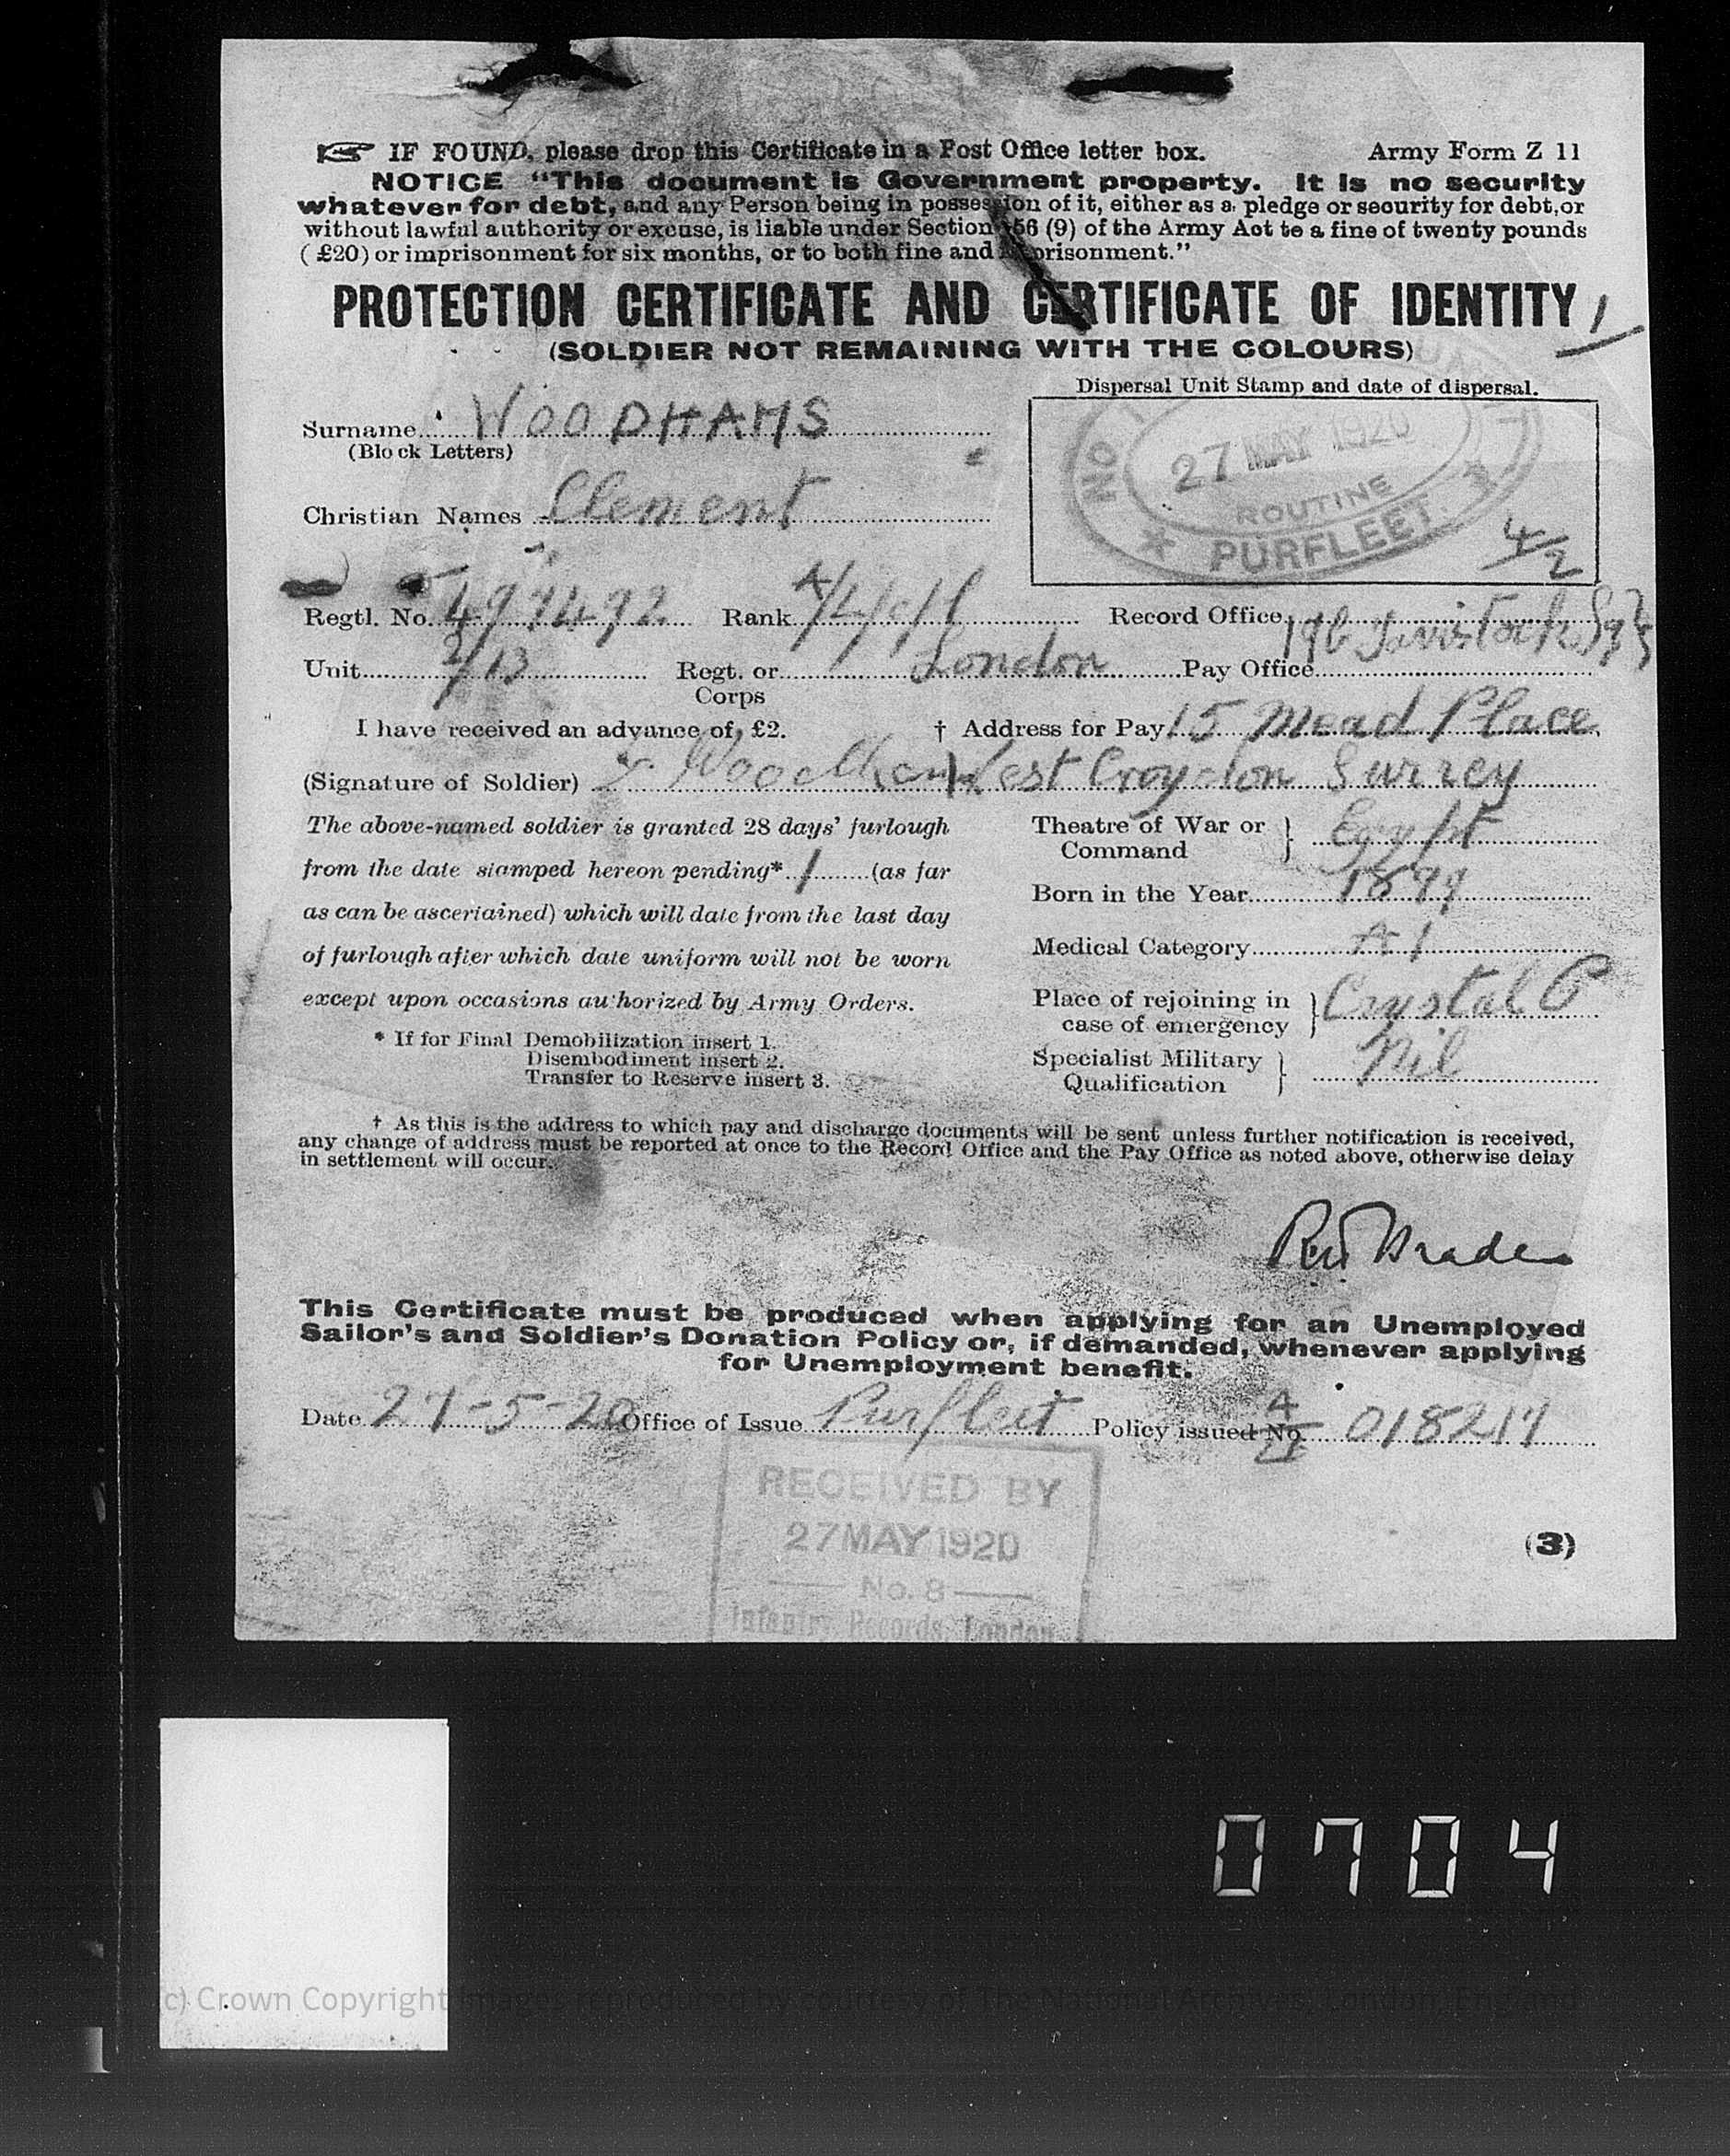 IF FOUND, please drop this Certificate in a Post Office letter box. Army Form Z 11
NOTICE "This document is Government property. It is no security
whatever for debt, and any Person being in possession of it, either as a pledge or security for debt, or
without lawful authority or excuse, is liable under Section 156 (9) of the Army Act to a fine of twenty pounds
(£20) or imprisonment for six months, or to both fine and imprisonment."
PROTECTION CERTIFICATE AND CERTIFICATE OF IDENTITY 1
(SOLDIER NOT REMAINING WITH THE COLOURS)
Dispersal Unit Stamp and date of dispersal.
Surname WOODHAMS
(Block Letters)
Christian Names Clement
NO 1
27 MAY 1920
ROUTINE
PURFLEET.
4/2
Regtl. No. Rank A/L/c/l Record Office
Unit 2/13 Regt. or London Pay Office
Corps
196 Tavistock Sq
I have received an advance of £2. † Address for Pay 15 Mead Place
(Signature of Soldier) Woodhams West Croydon Surrey
The above-named soldier is granted 28 days' furlough
from the date stamped hereon pending* 1 (as far
as can be ascertained) which will date from the last day
of furlough after which date uniform will not be worn
except upon occasions authorized by Army Orders.
* If for Final Demobilization insert 1.
Disembodiment insert 2.
Transfer to Reserve insert 3.
Theatre of War or Egypt
Command
Born in the Year 1899
Medical Category A1
Place of rejoining in Crystal P
case of emergency
Specialist Military Nil
Qualification
† As this is the address to which pay and discharge documents will be sent unless further notification is received,
any change of address must be reported at once to the Record Office and the Pay Office as noted above, otherwise delay
in settlement will occur.
This Certificate must be produced when applying for an Unemployed
Sailor's and Soldier's Donation Policy or, if demanded, whenever applying
for Unemployment benefit.
Date 27-5-20 Office of Issue Purfleet Policy issued No. 018217
RECEIVED BY
27 MAY 1920
No. 8
Infantry Records, London
(3)
0704
(c) Crown Copyright Images reproduced by courtesy of The National Archives, London, England